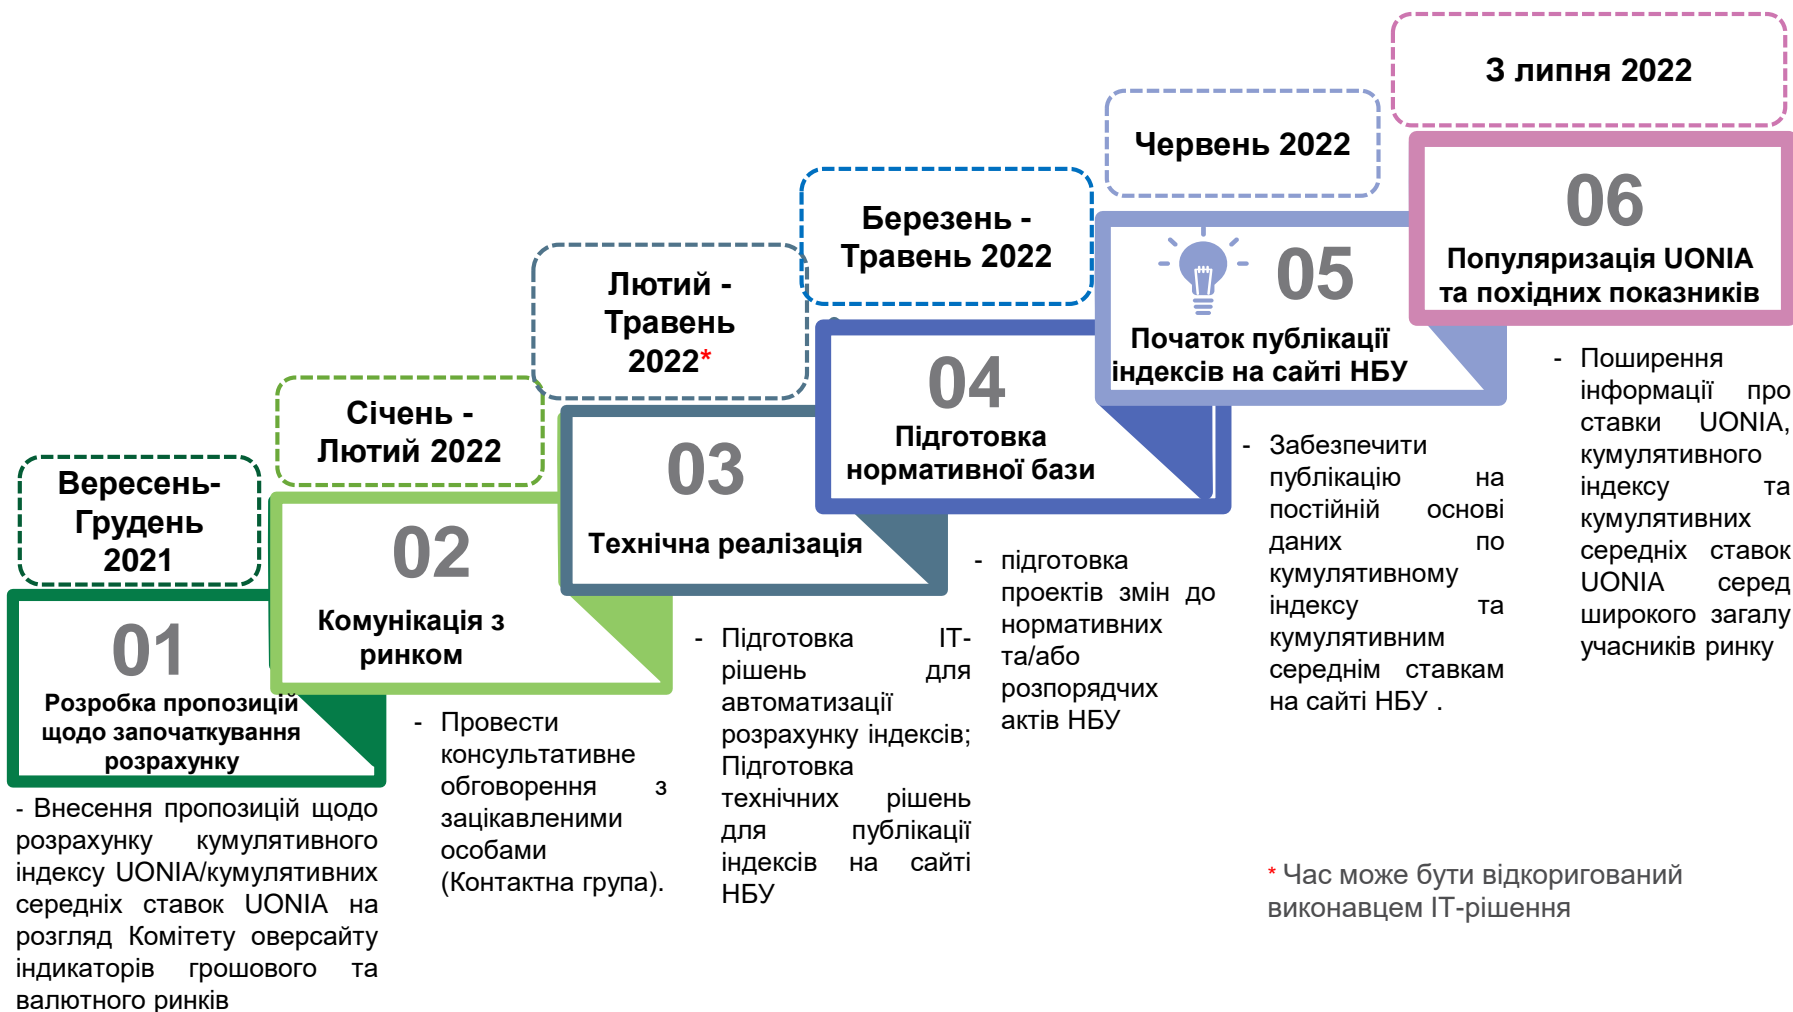 Вересень-
Грудень
2021
01
Розробка пропозицій
щодо започаткування
розрахунку
- Внесення пропозицій щодо
розрахунку кумулятивного
індексу UONIA/кумулятивних
середніх ставок UONIA на
розгляд Комітету оверсайту
індикаторів грошового та
валютного ринків
Січень -
Лютий 2022
02
Комунікація з
ринком
- Провести
консультативне
обговорення з
зацікавленими
особами
(Контактна група).
Лютий -
Травень
2022*
03
Технічна реалізація
- Підготовка ІТ-
рішень для
автоматизації
розрахунку індексів;
Підготовка
технічних рішень
для публікації
індексів на сайті
НБУ
Березень -
Травень 2022
04
Підготовка
нормативної бази
- підготовка
проектів змін до
нормативних
та/або
розпорядчих
актів НБУ
Червень 2022
05
Початок публікації
індексів на сайті НБУ
- Забезпечити
публікацію на
постійній основі
даних по
кумулятивному
індексу та
кумулятивним
середнім ставкам
на сайті НБУ .
З липня 2022
06
Популяризація UONIA
та похідних показників
- Поширення
інформації про
ставки UONIA,
кумулятивного
індексу та
кумулятивних
середніх ставок
UONIA серед
широкого загалу
учасників ринку
* Час може бути відкоригований
виконавцем ІТ-рішення